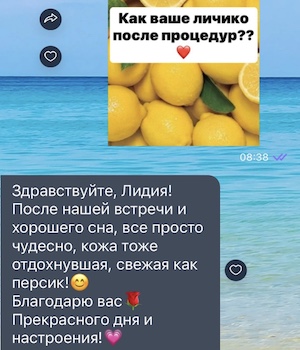 Как ваше личико
после процедур??
❤️
08:38
Здравствуйте, Лидия!
После нашей встречи и
хорошего сна, все просто
чудесно, кожа тоже
отдохнувшая, свежая как
персик!😊
Благодарю вас🌹
Прекрасного дня и
настроения!💗